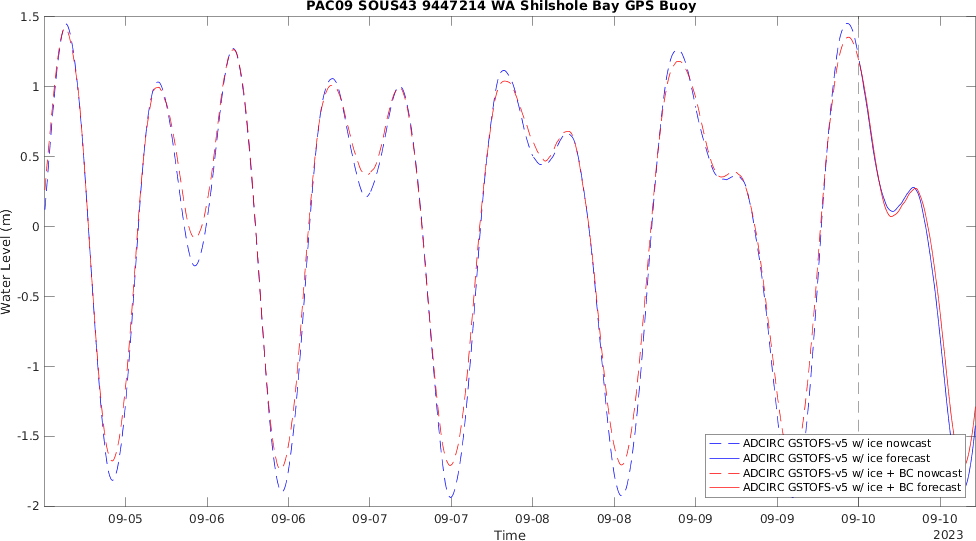 PAC09 SOUS43 9447214 WA Shilshole Bay GPS Buoy
1.5
1
0.5
0
-0.5
-1
-1.5
-2
Water Level (m)
ADCIRC GSTOFS-v5 w/ ice nowcast
ADCIRC GSTOFS-v5 w/ ice forecast
ADCIRC GSTOFS-v5 w/ ice + BC nowcast
ADCIRC GSTOFS-v5 w/ ice + BC forecast
09-05 09-06 09-06 09-07 09-07 09-08 09-08 09-09 09-09 09-10 09-10
Time
2023